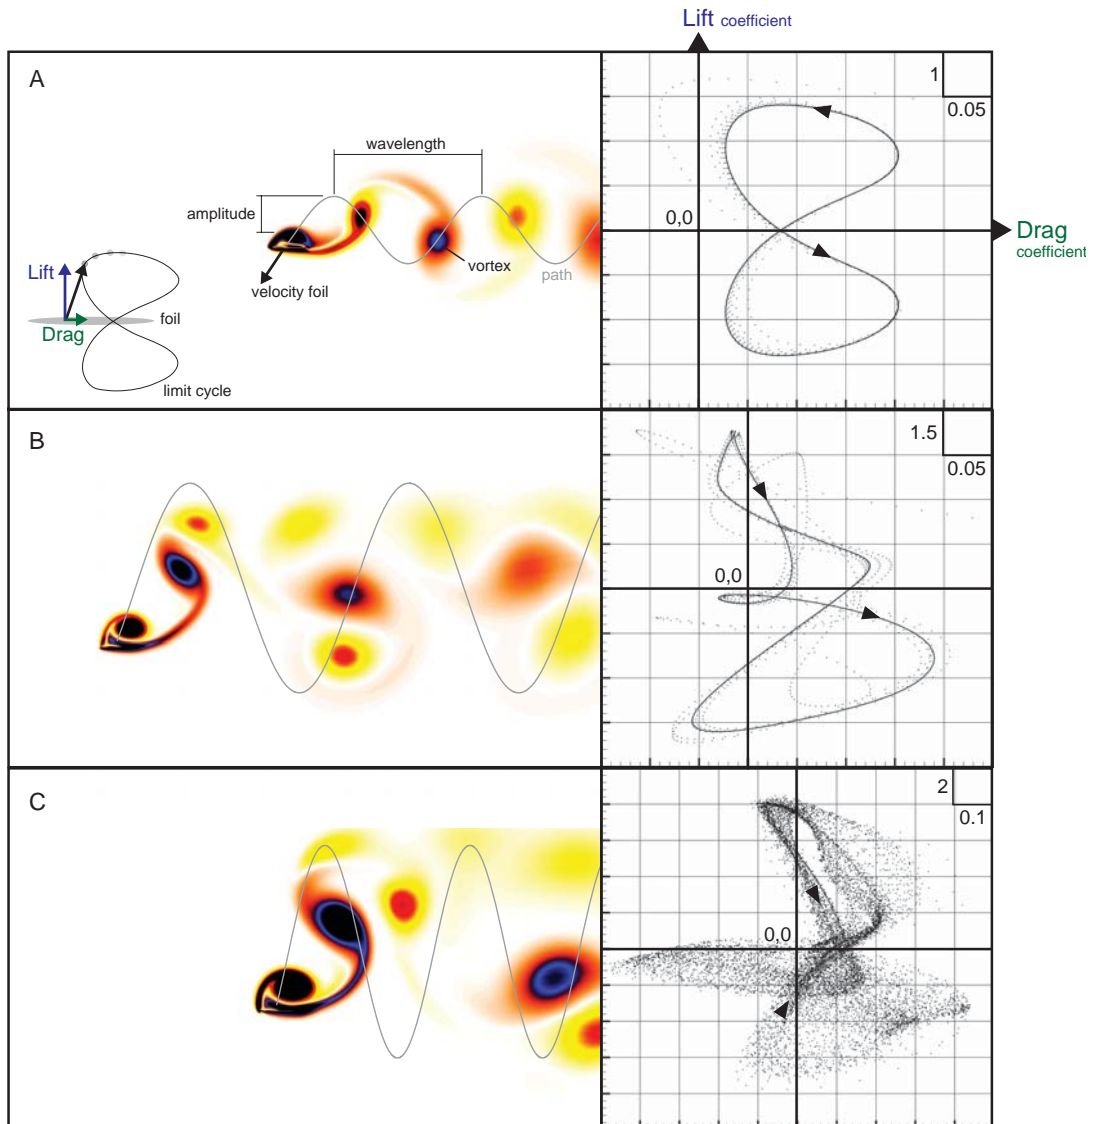 Lift coefficient
A
1
0.05
wavelength
amplitude
0,0
Drag
coefficient
vortex
path
Lift
velocity foil
foil
Drag
limit cycle
B
1.5
0.05
0,0
C
2
0.1
0,0